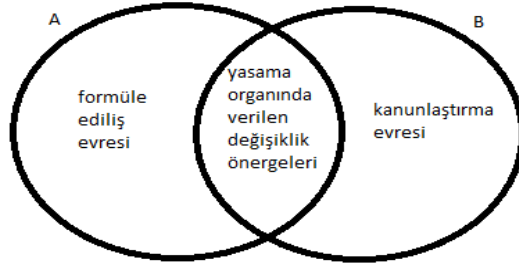 A
B
formüle
ediliş
evresi
yasama
organında
verilen
değişiklik
önergeleri
kanunlaştırma
evresi